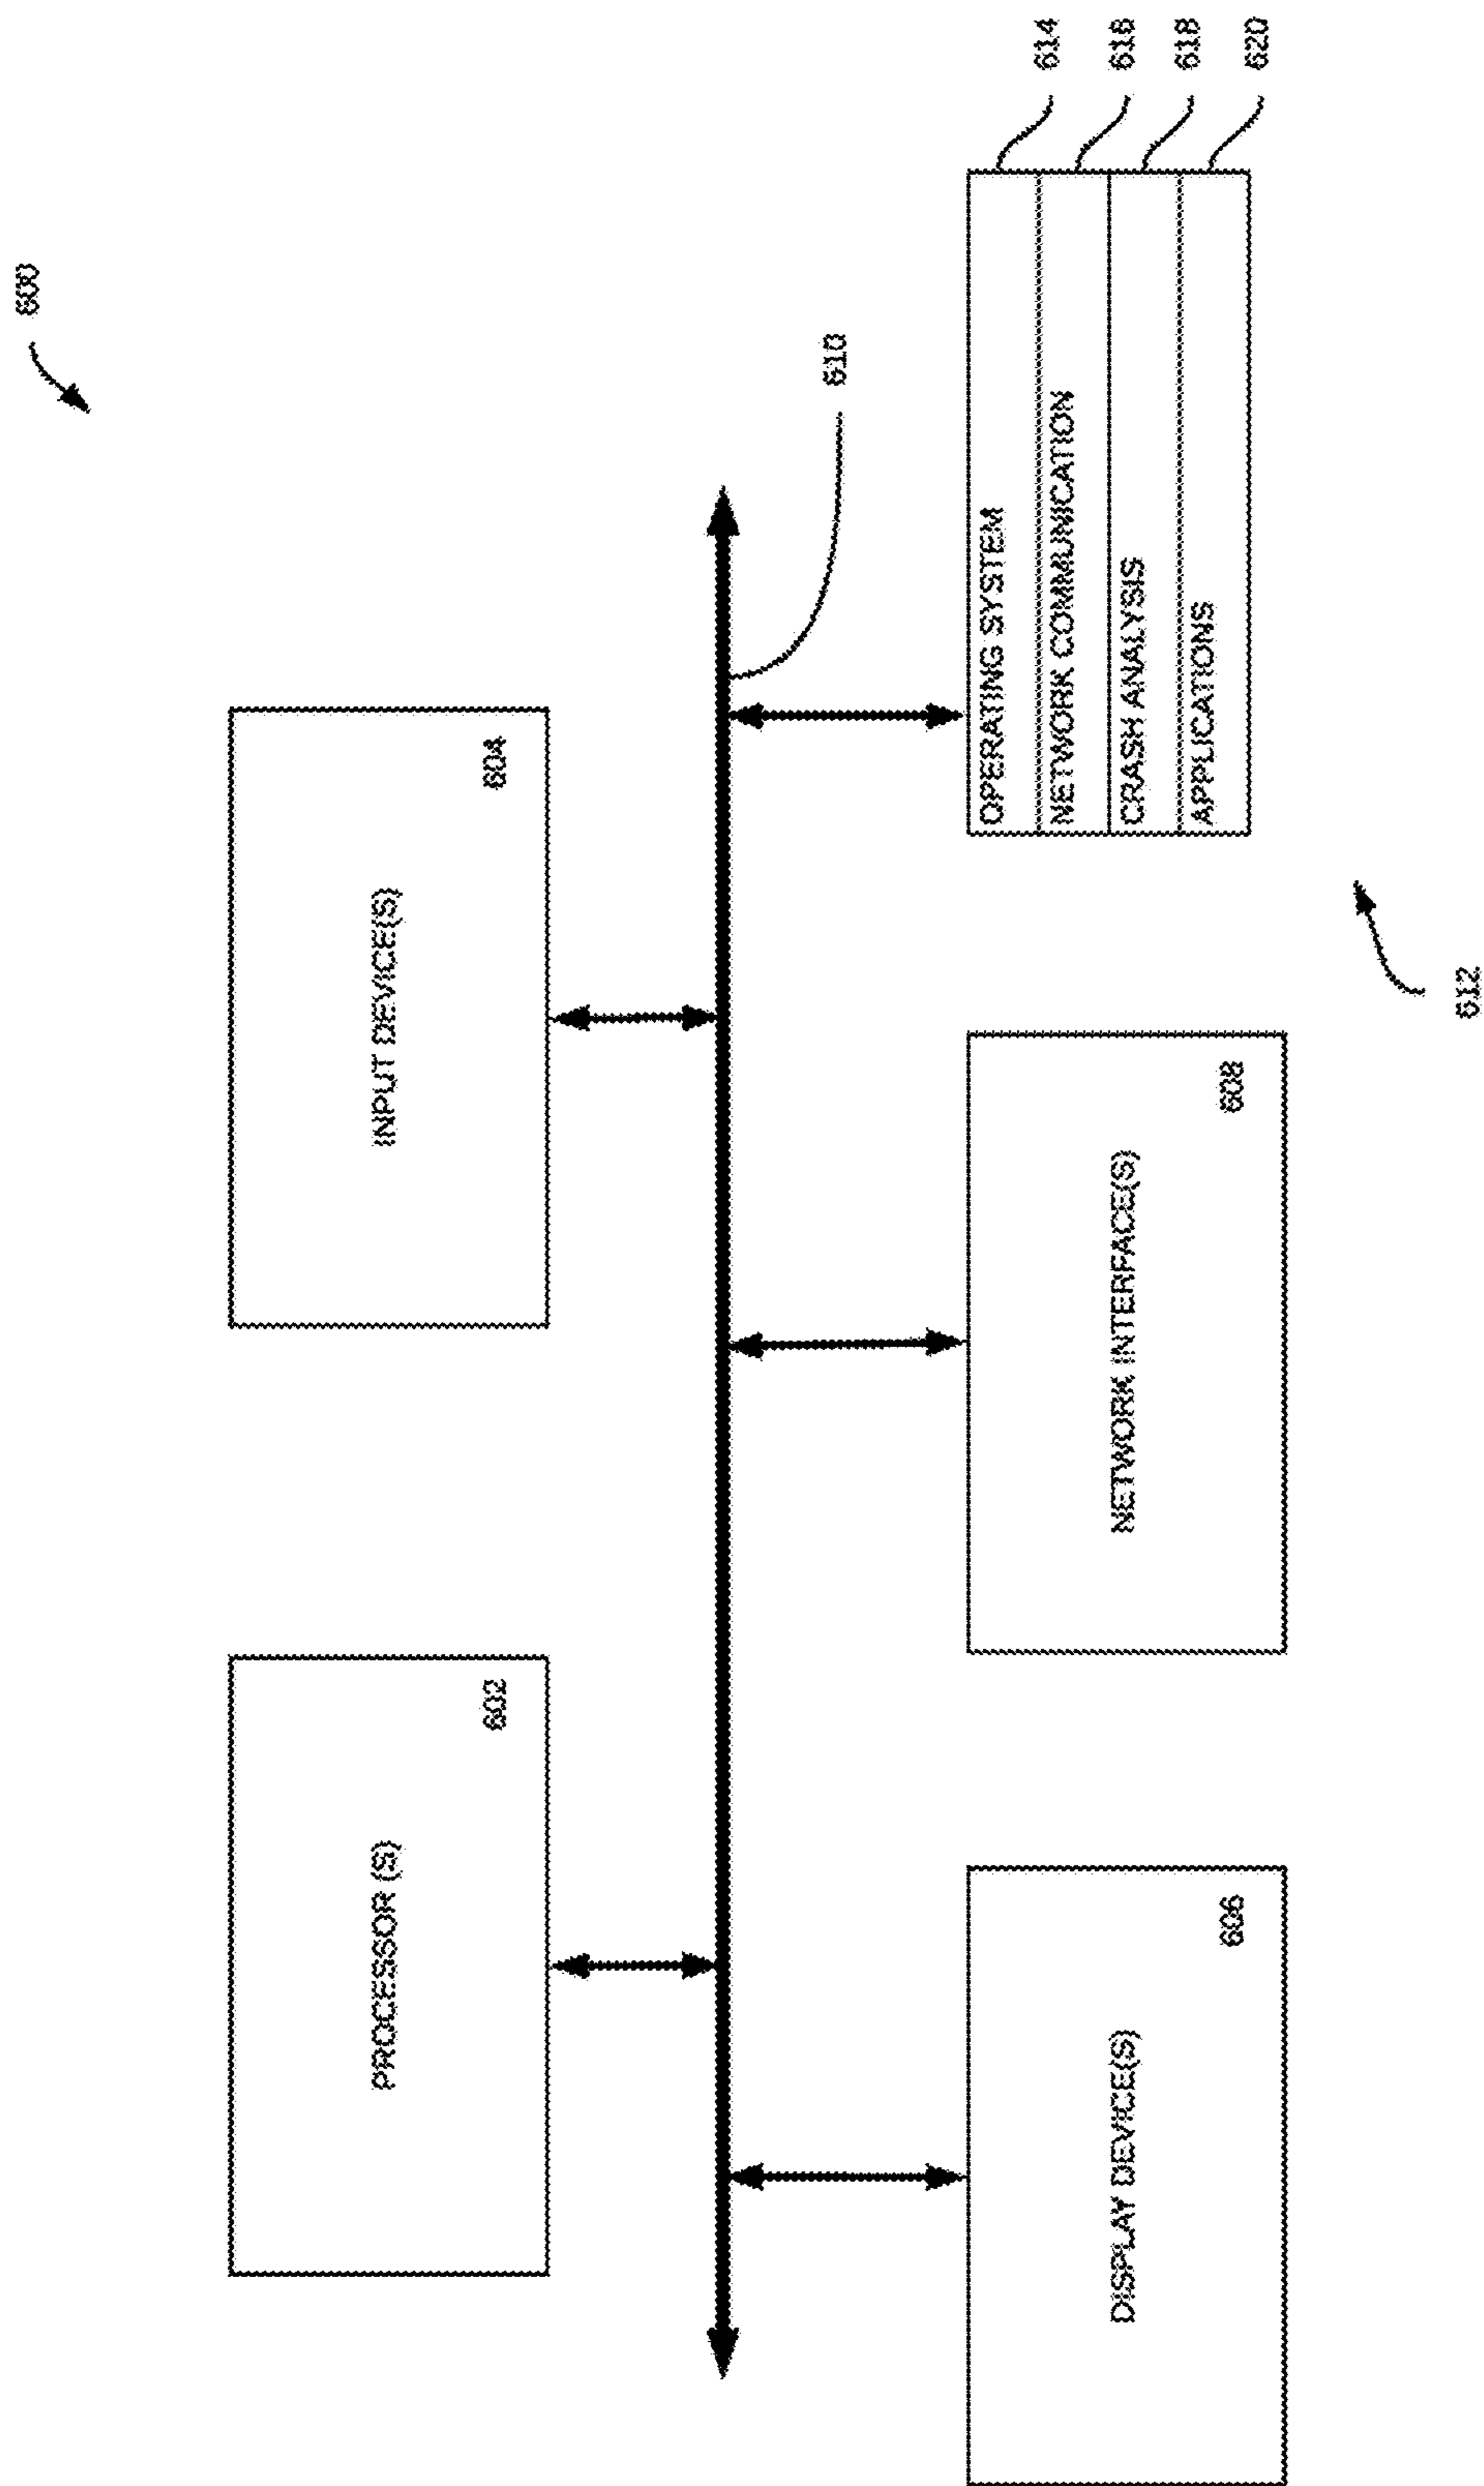 600
PROCESSOR (S)
602
INPUT DEVICE(S)
604
610
DISPLAY DEVICE(S)
606
NETWORK INTERFACE(S)
608
OPERATING SYSTEM
614
NETWORK COMMUNICATION
616
CRASH ANALYSIS
618
APPLICATIONS
620
612